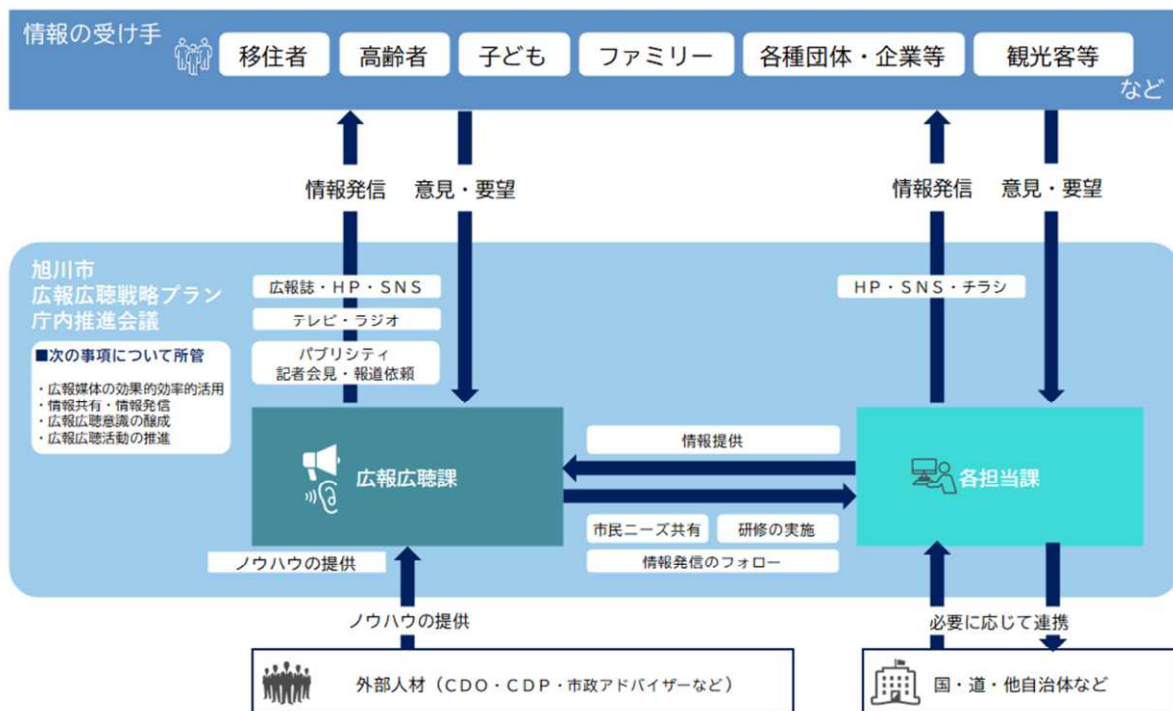 情報の受け手
移住者
高齢者
子ども
ファミリー
各種団体・企業等
観光客等
など
情報発信
意見・要望
情報発信
意見・要望
旭川市
広報広聴戦略プラン
庁内推進会議
■次の事項について所管
・広報媒体の効果的効率的活用
・情報共有・情報発信
・広報広聴意識の醸成
・広報広聴活動の推進
広報誌・HP・SNS
テレビ・ラジオ
パブリシティ
記者会見・報道依頼
HP・SNS・チラシ
広報広聴課
情報提供
各担当課
市民ニーズ共有
研修の実施
情報発信のフォロー
ノウハウの提供
ノウハウの提供
必要に応じて連携
外部人材（CDO・CDP・市政アドバイザーなど）
国・道・他自治体など